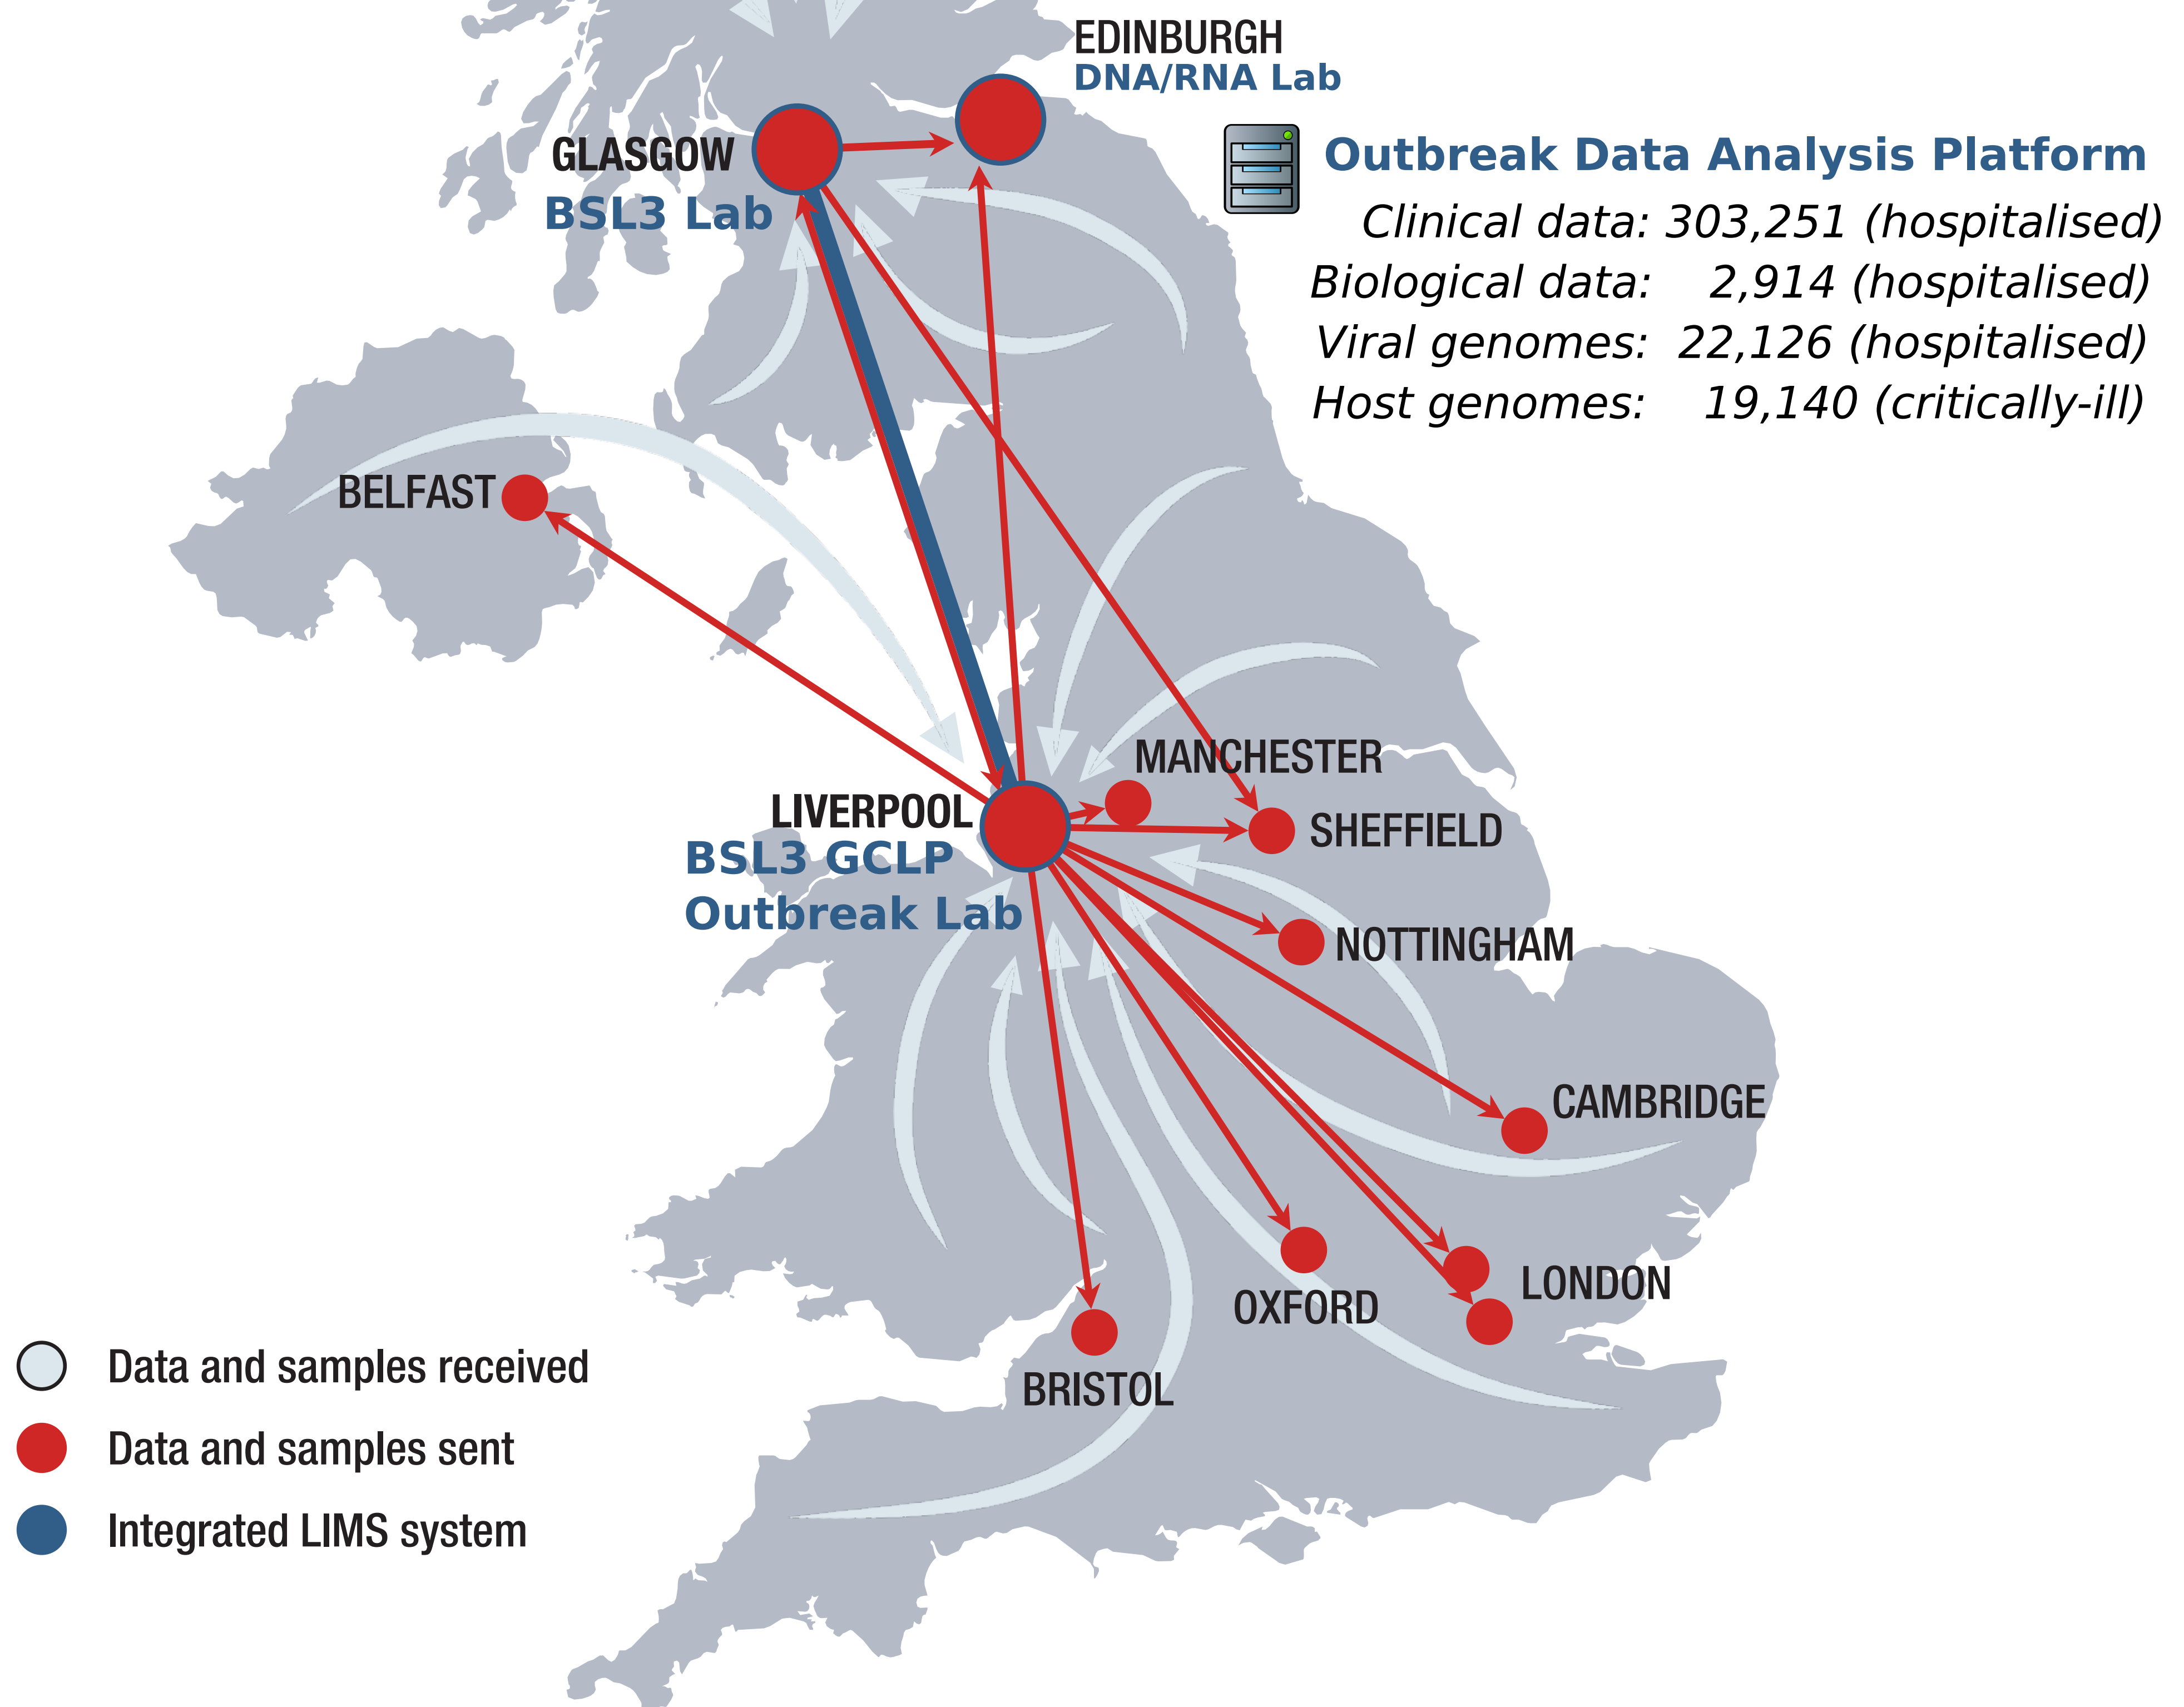 EDINBURGH
DNA/RNA Lab
GLASGOW
BSL3 Lab
Outbreak Data Analysis Platform
Clinical data: 303,251 (hospitalised)
Biological data: 2,914 (hospitalised)
Viral genomes: 22,126 (hospitalised)
Host genomes: 19,140 (critically-ill)
BELFAST
MANCHESTER
LIVERPOOL
BSL3 GCLP
Outbreak Lab
SHEFFIELD
NOTTINGHAM
CAMBRIDGE
LONDON
OXFORD
BRISTOL
Data and samples received
Data and samples sent
Integrated LIMS system